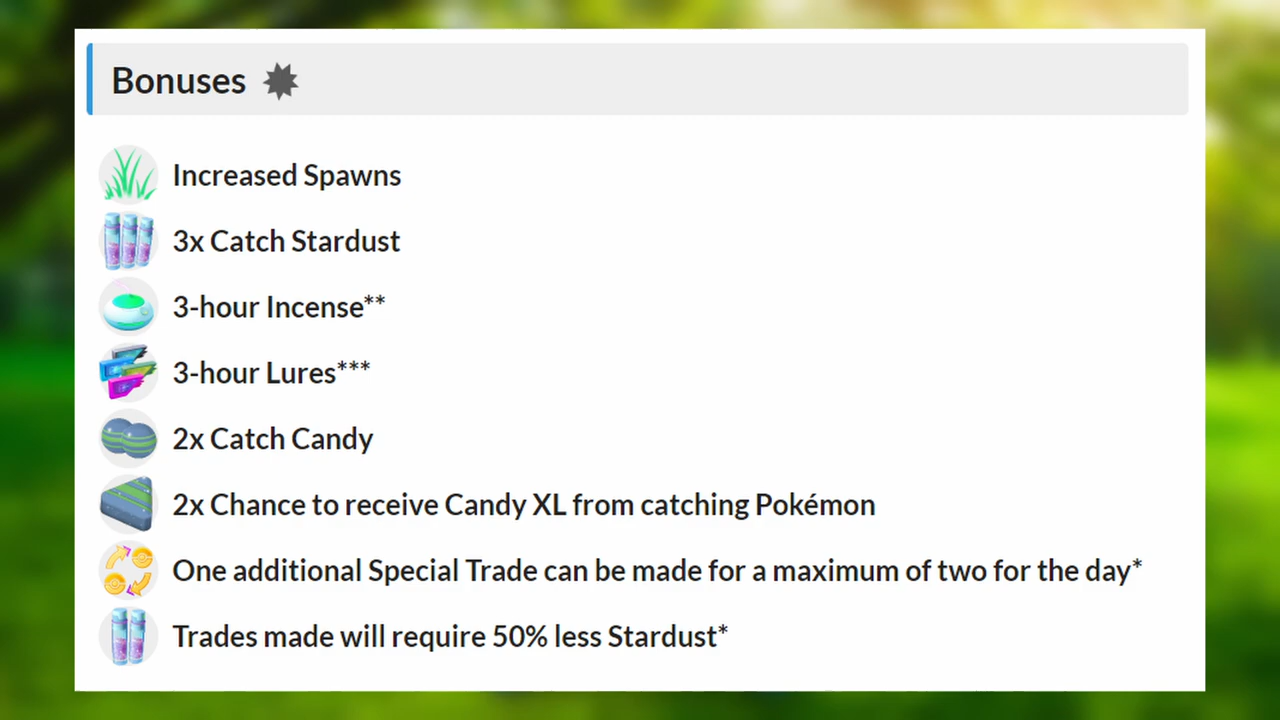 Bonuses
Increased Spawns
3x Catch Stardust
3-hour Incense**
3-hour Lures***
2x Catch Candy
2x Chance to receive Candy XL from catching Pokémon
One additional Special Trade can be made for a maximum of two for the day*
Trades made will require 50% less Stardust*